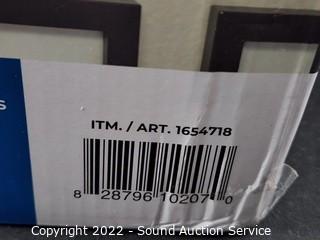 S
ITM. / ART. 1654718
8 28796 10207 0
Copyright 2022 - Sound Auction Service